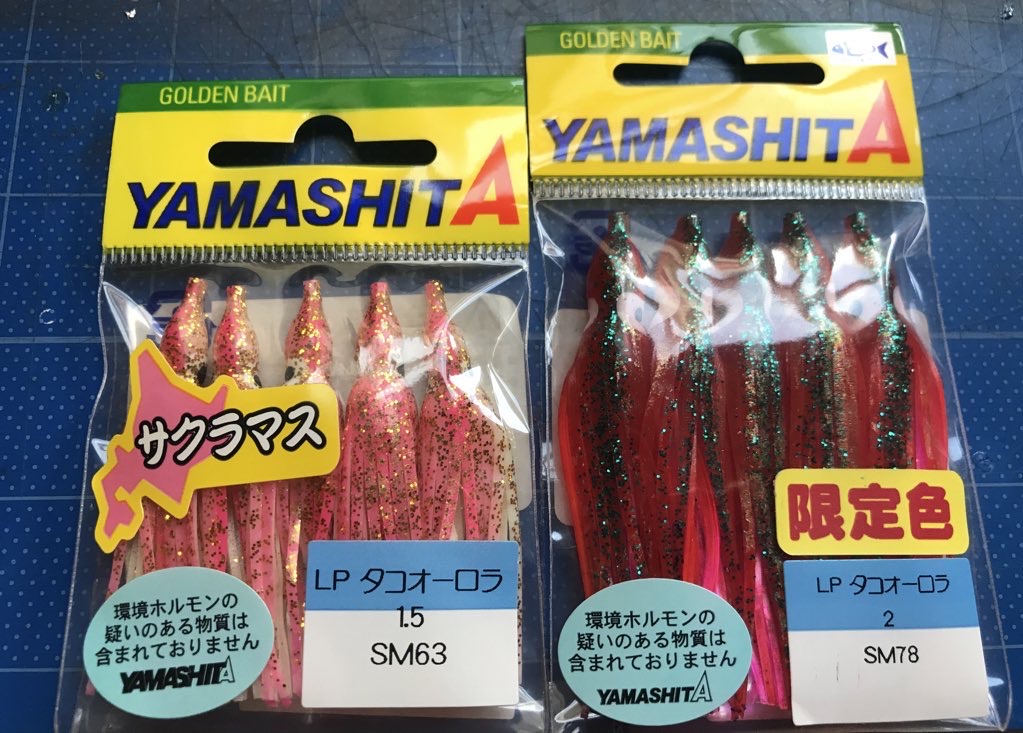 GOLDEN BAIT
YAMASHITA
サクラマス
LP タコオーロラ
1.5
SM63
環境ホルモンの
疑いのある物質は
含まれておりません
YAMASHITA
GOLDEN BAIT
YAMASHITA
限定色
LP タコオーロラ
2
SM78
環境ホルモンの
疑いのある物質は
含まれておりません
YAMASHITA